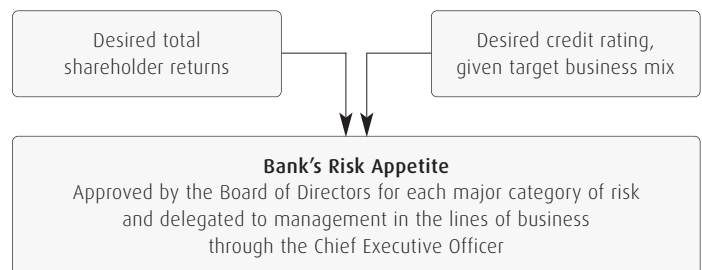 Desired total
shareholder returns
Desired credit rating,
given target business mix
Bank’s Risk Appetite
Approved by the Board of Directors for each major category of risk
and delegated to management in the lines of business
through the Chief Executive Officer